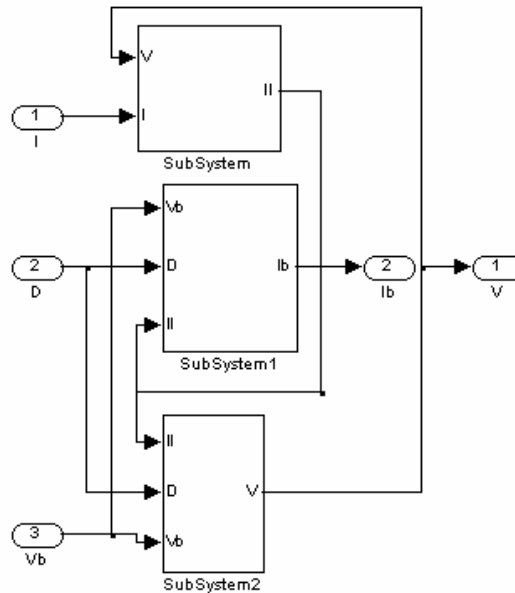 V
1
I
I
Il
SubSystem
Vb
2
D
D
Il
Ib
2
Ib
1
V
SubSystem1
Il
D
Vb
V
3
Vb
SubSystem2